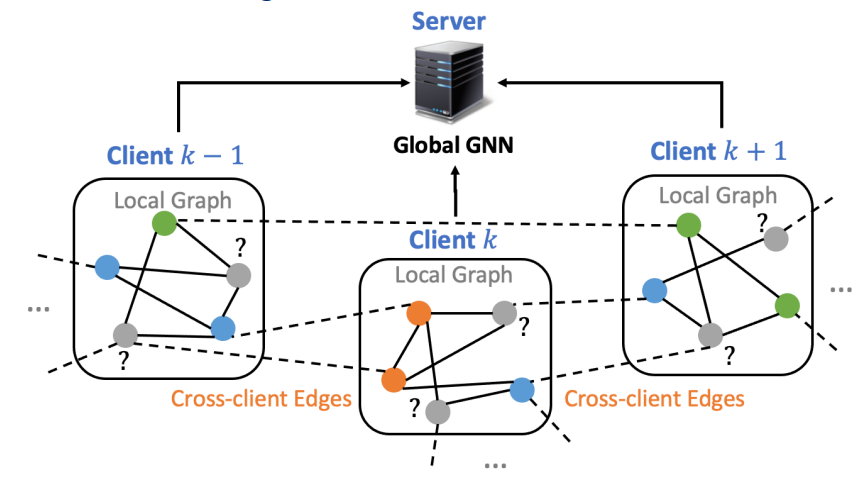 Server
Global GNN
Client k − 1
Client k + 1
Local Graph
Local Graph
?
?
Client k
Local Graph
...
...
?
?
?
?
Cross-client Edges
Cross-client Edges
...